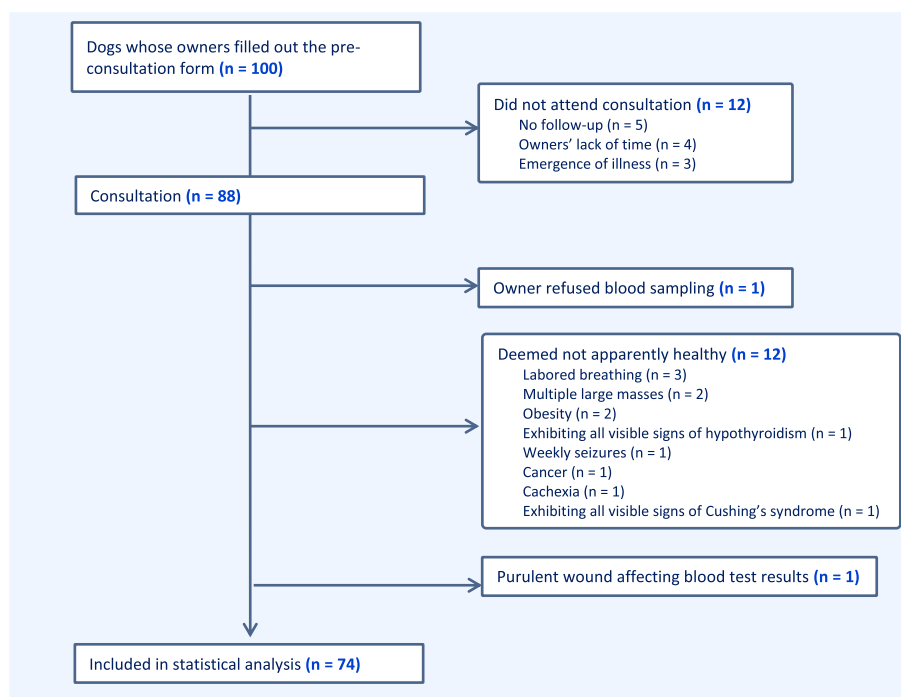 Dogs whose owners filled out the pre-
consultation form (n = 100)
Did not attend consultation (n = 12)
No follow-up (n = 5)
Owners’ lack of time (n = 4)
Emergence of illness (n = 3)
Consultation (n = 88)
Owner refused blood sampling (n = 1)
Deemed not apparently healthy (n = 12)
Labored breathing (n = 3)
Multiple large masses (n = 2)
Obesity (n = 2)
Exhibiting all visible signs of hypothyroidism (n = 1)
Weekly seizures (n = 1)
Cancer (n = 1)
Cachexia (n = 1)
Exhibiting all visible signs of Cushing’s syndrome (n = 1)
Purulent wound affecting blood test results (n = 1)
Included in statistical analysis (n = 74)